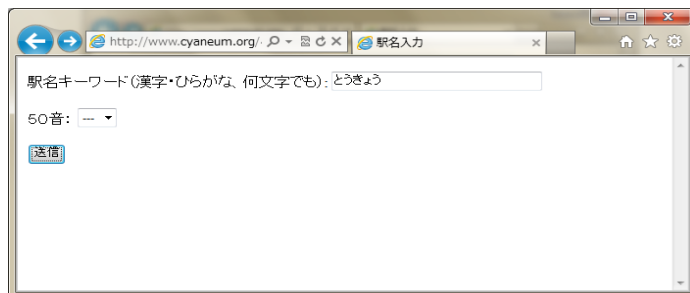 http://www.cyaneum.org/
駅名入力
駅名キーワード(漢字・ひらがな、何文字でも): とうきょう
50音: ---
送信